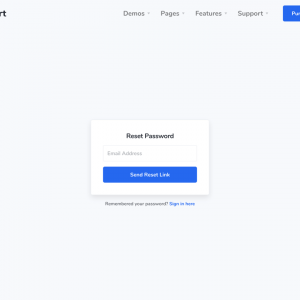 rt
Demos Pages Features Support Pu
Reset Password
Email Address
Send Reset Link
Remembered your password? Sign in here